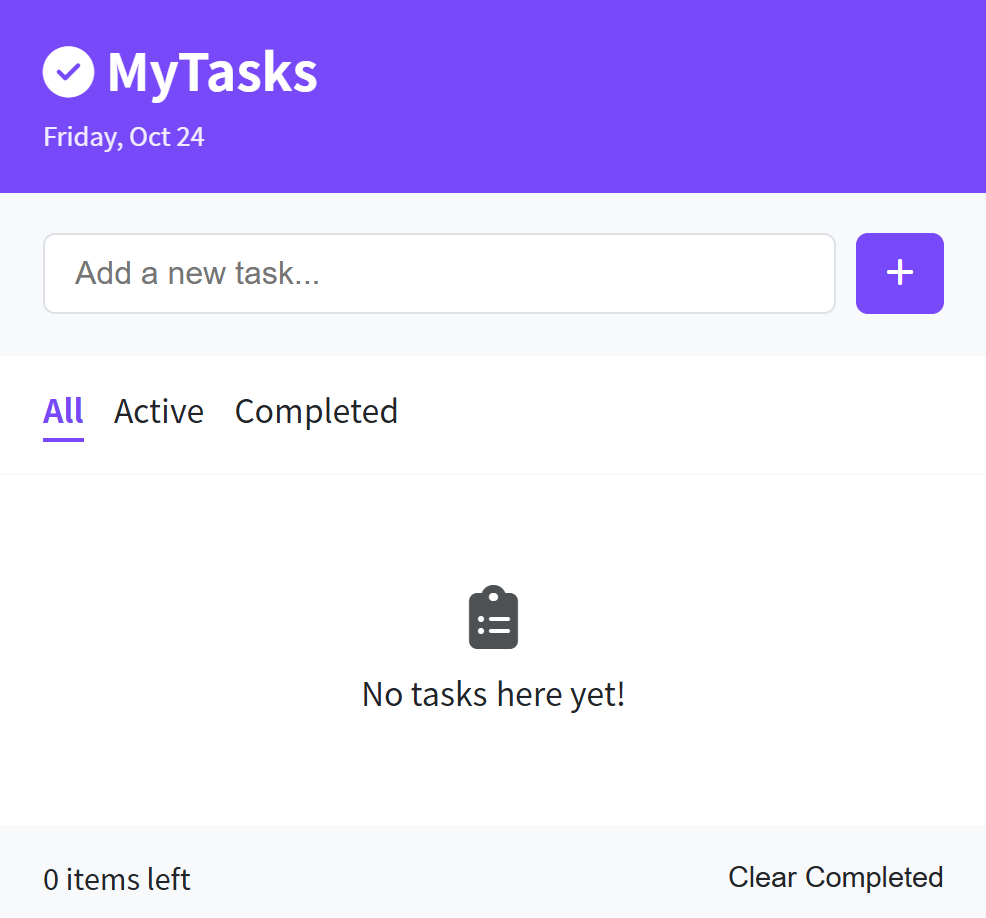 MyTasks
Friday, Oct 24
Add a new task...
All Active Completed
No tasks here yet!
0 items left Clear Completed